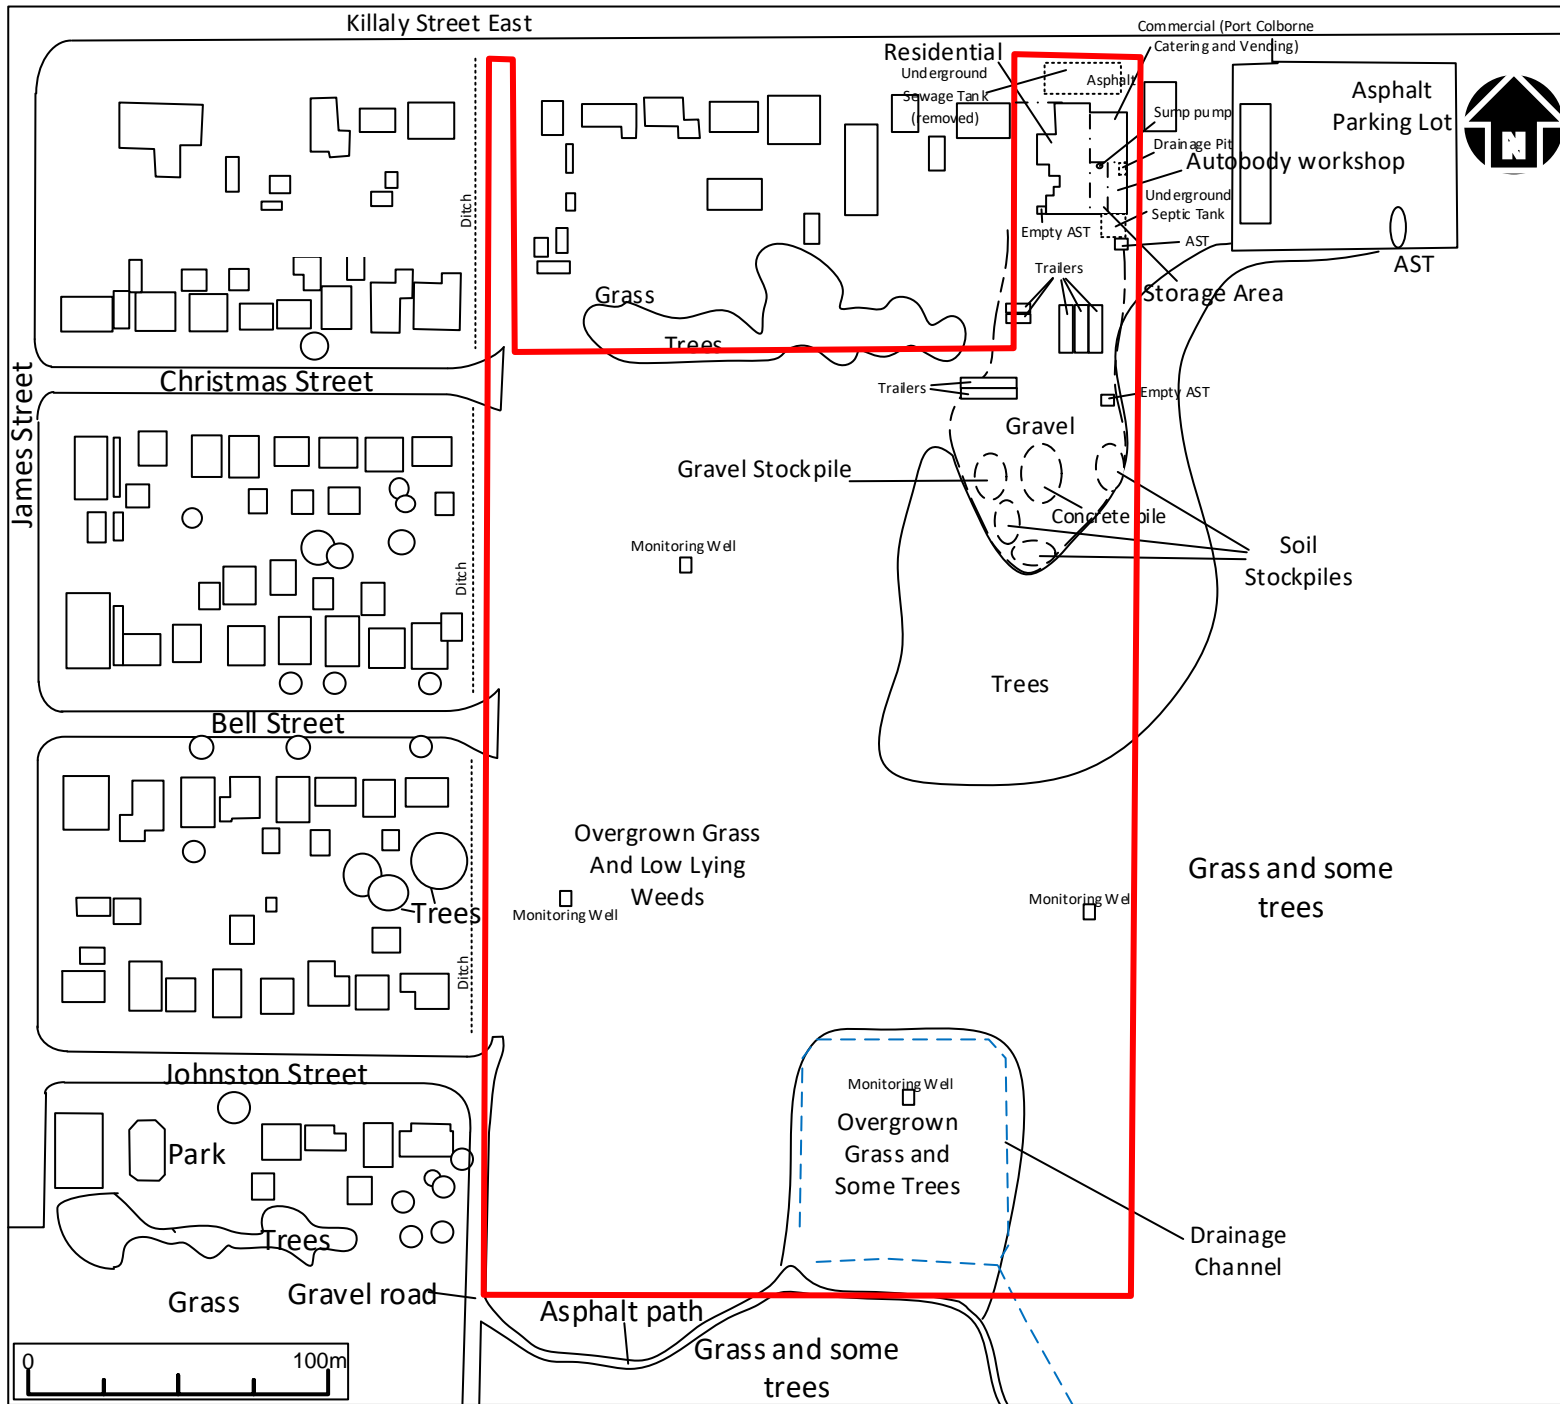 Killaly Street East
Commercial (Port Colborne
Catering and Vending)
Residential
Underground
Sewage Tank
(removed)
Asphalt
Asphalt
Parking Lot
N
Sump pump
Drainage Pit
Autobody workshop
Underground
Septic Tank
Ditch
Empty AST
AST
AST
Trailers
Storage Area
Grass
Trees
Christmas Street
James Street
Trailers
Empty AST
Gravel
Gravel Stockpile
Concrete pile
Soil
Stockpiles
Monitoring Well
Ditch
Trees
Bell Street
Overgrown Grass
And Low Lying
Weeds
Grass and some
trees
Trees
Monitoring Well
Monitoring Well
Ditch
Johnston Street
Monitoring Well
Overgrown
Grass and
Some Trees
Park
Trees
Drainage
Channel
Grass
Gravel road
Asphalt path
Grass and some
trees
0 100m